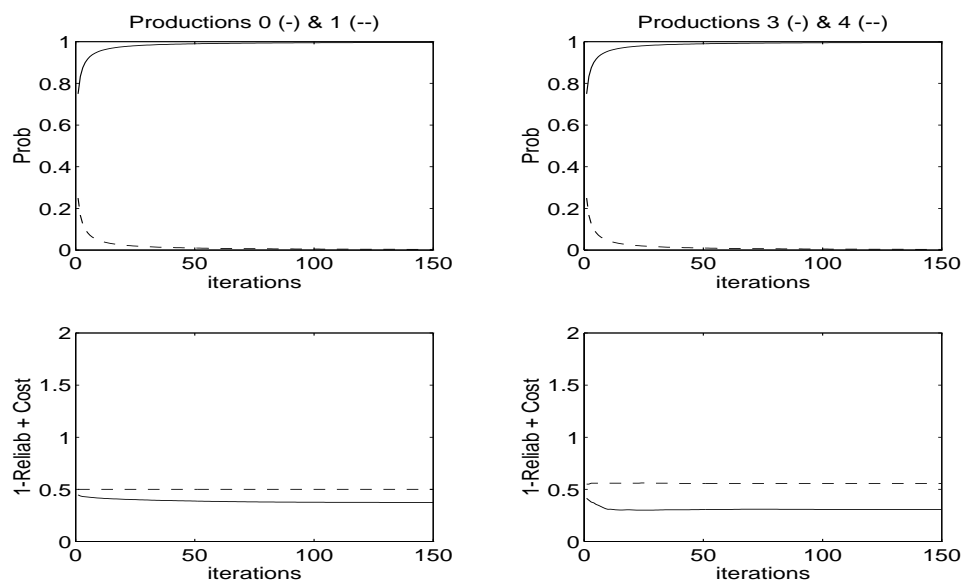 Productions 0 (-) & 1 (--)
1
0.8
0.6
0.4
0.2
0
Prob
0 50 100 150
iterations
Productions 3 (-) & 4 (--)
1
0.8
0.6
0.4
0.2
0
Prob
0 50 100 150
iterations
2
1.5
1
0.5
0
1-Reliab + Cost
0 50 100 150
iterations
2
1.5
1
0.5
0
1-Reliab + Cost
0 50 100 150
iterations